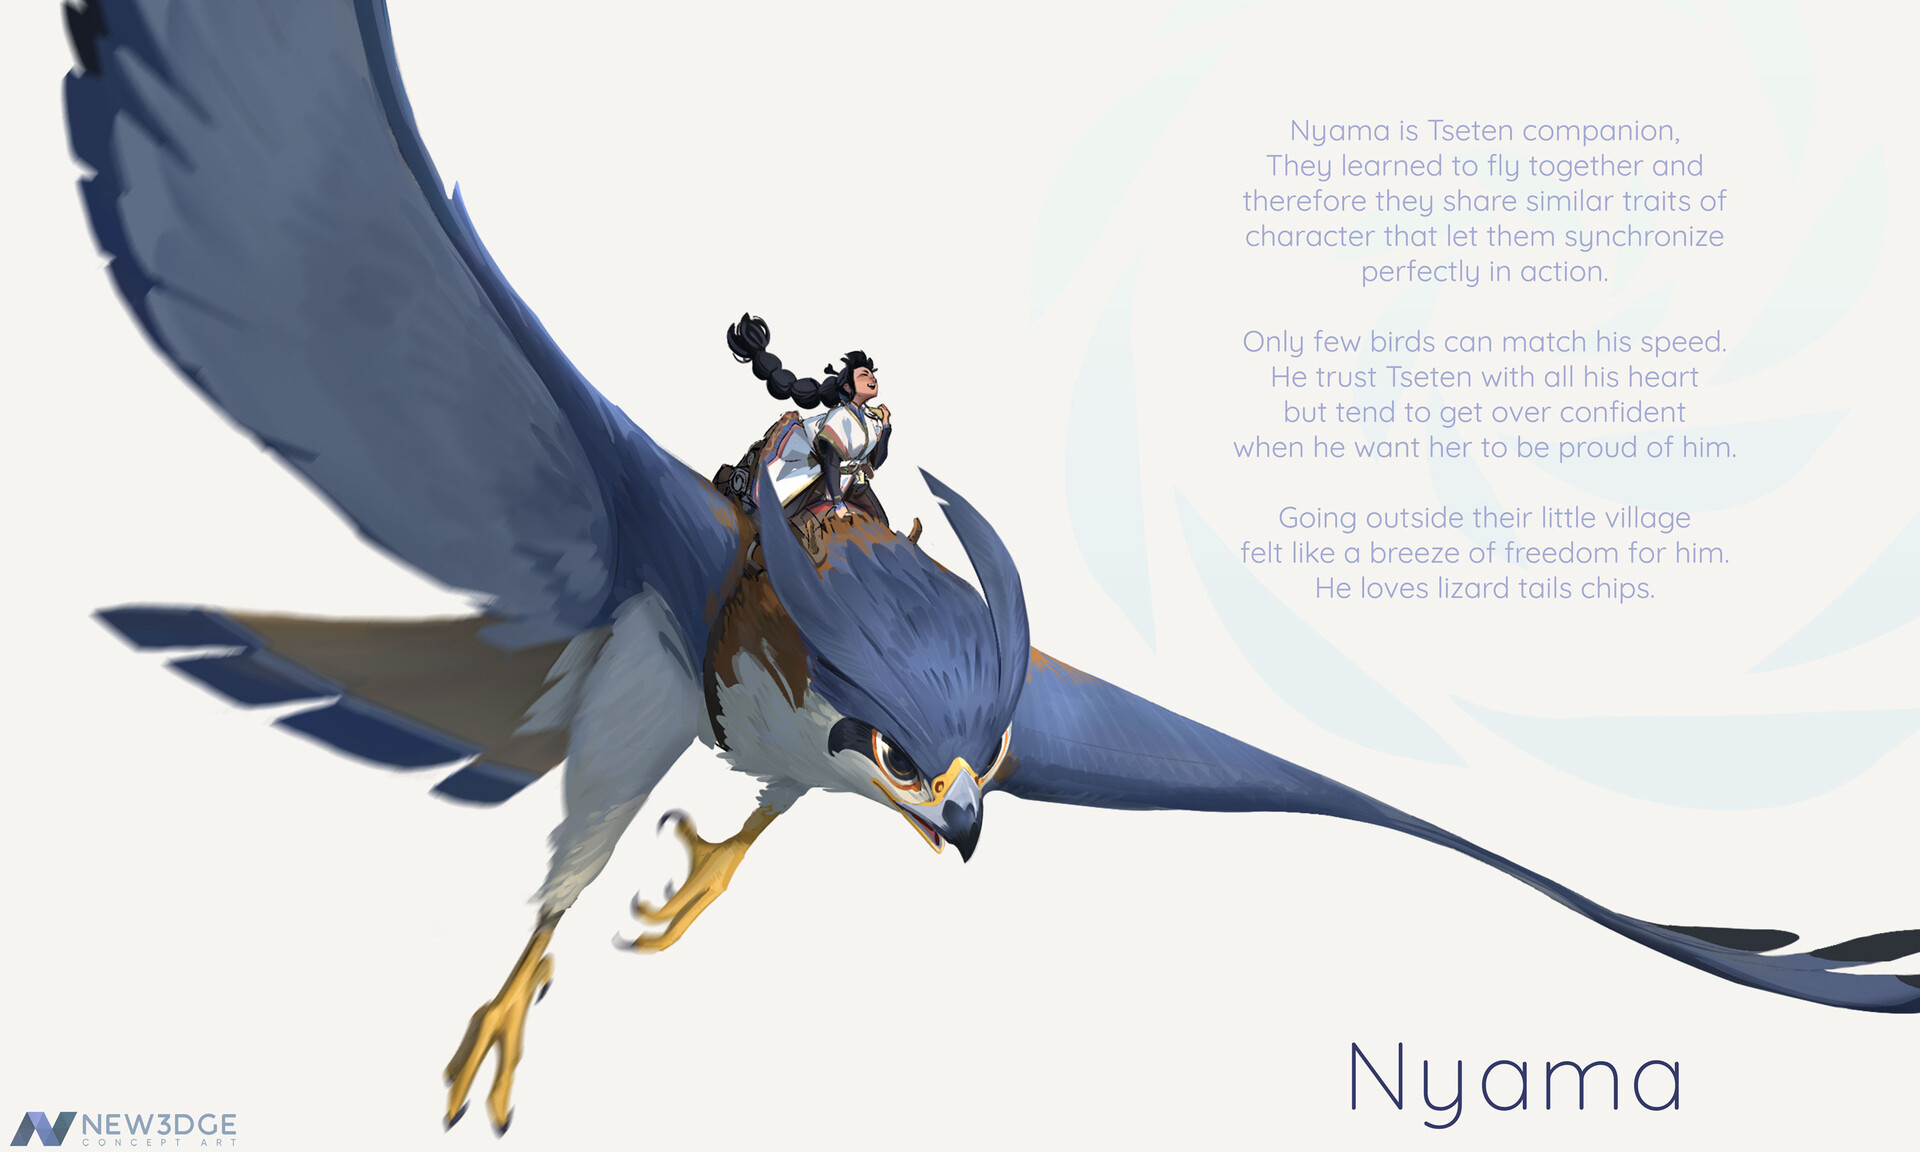 Nyama is Tseten companion,
They learned to fly together and
therefore they share similar traits of
character that let them synchronize
perfectly in action.
Only few birds can match his speed.
He trust Tseten with all his heart
but tend to get over confident
when he want her to be proud of him.
Going outside their little village
felt like a breeze of freedom for him.
He loves lizard tails chips.
Nyama
NEW3DGE
CONCEPT ART